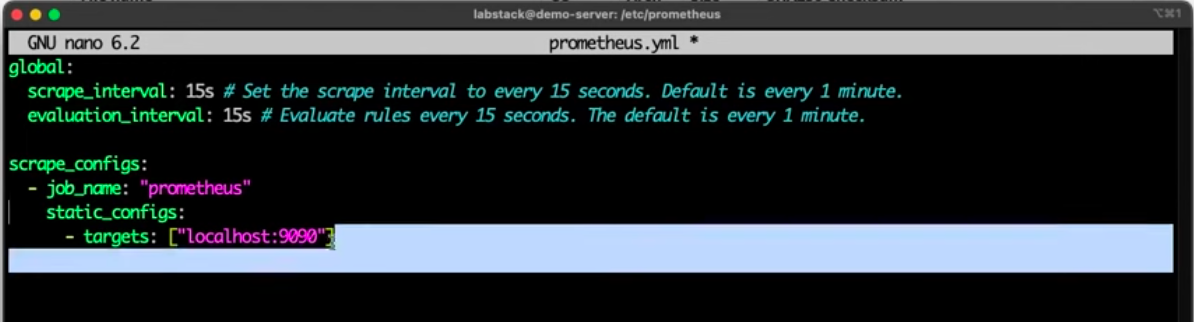 labstack@demo-server: /etc/prometheus
⌥⌘1
GNU nano 6.2 prometheus.yml *
global:
  scrape_interval: 15s # Set the scrape interval to every 15 seconds. Default is every 1 minute.
  evaluation_interval: 15s # Evaluate rules every 15 seconds. The default is every 1 minute.

scrape_configs:
  - job_name: "prometheus"
    static_configs:
      - targets: ["localhost:9090"]